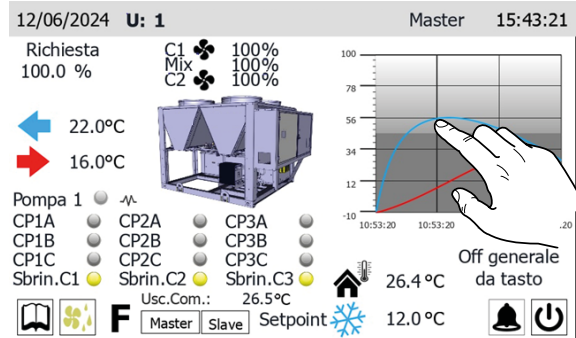 12/06/2024 U: 1 Master 15:43:21
Richiesta
100.0 %
C1 100%
Mix 100%
C2 100%
22.0°C
16.0°C
100
78
56
34
12
-10
10:53:20 10:53:20 .20
Pompa 1
CP1A CP2A CP3A
CP1B CP2B CP3B
CP1C CP2C CP3C
Sbrin.C1 Sbrin.C2 Sbrin.C3
Off generale
da tasto
26.4 °C
F
Usc.Com.: 26.5°C
Master Slave
Setpoint 12.0 °C